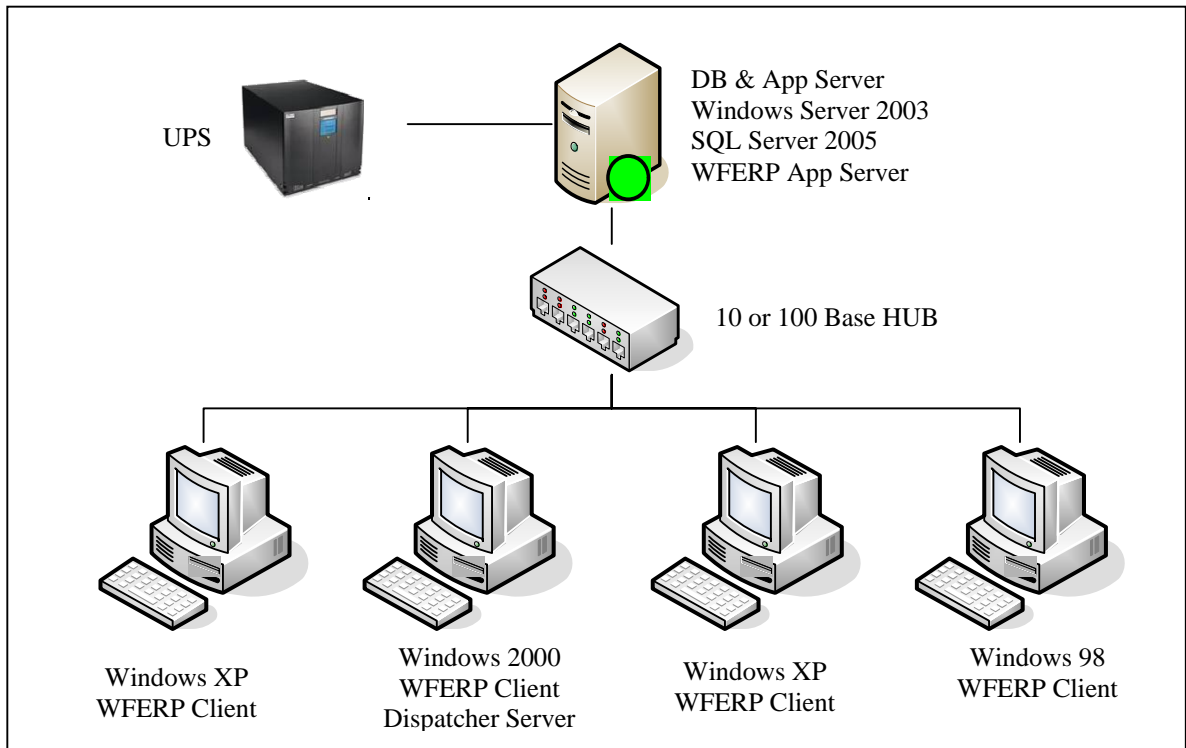 UPS
DB & App Server
Windows Server 2003
SQL Server 2005
WFERP App Server
10 or 100 Base HUB
Windows XP
WFERP Client
Windows 2000
WFERP Client
Dispatcher Server
Windows XP
WFERP Client
Windows 98
WFERP Client